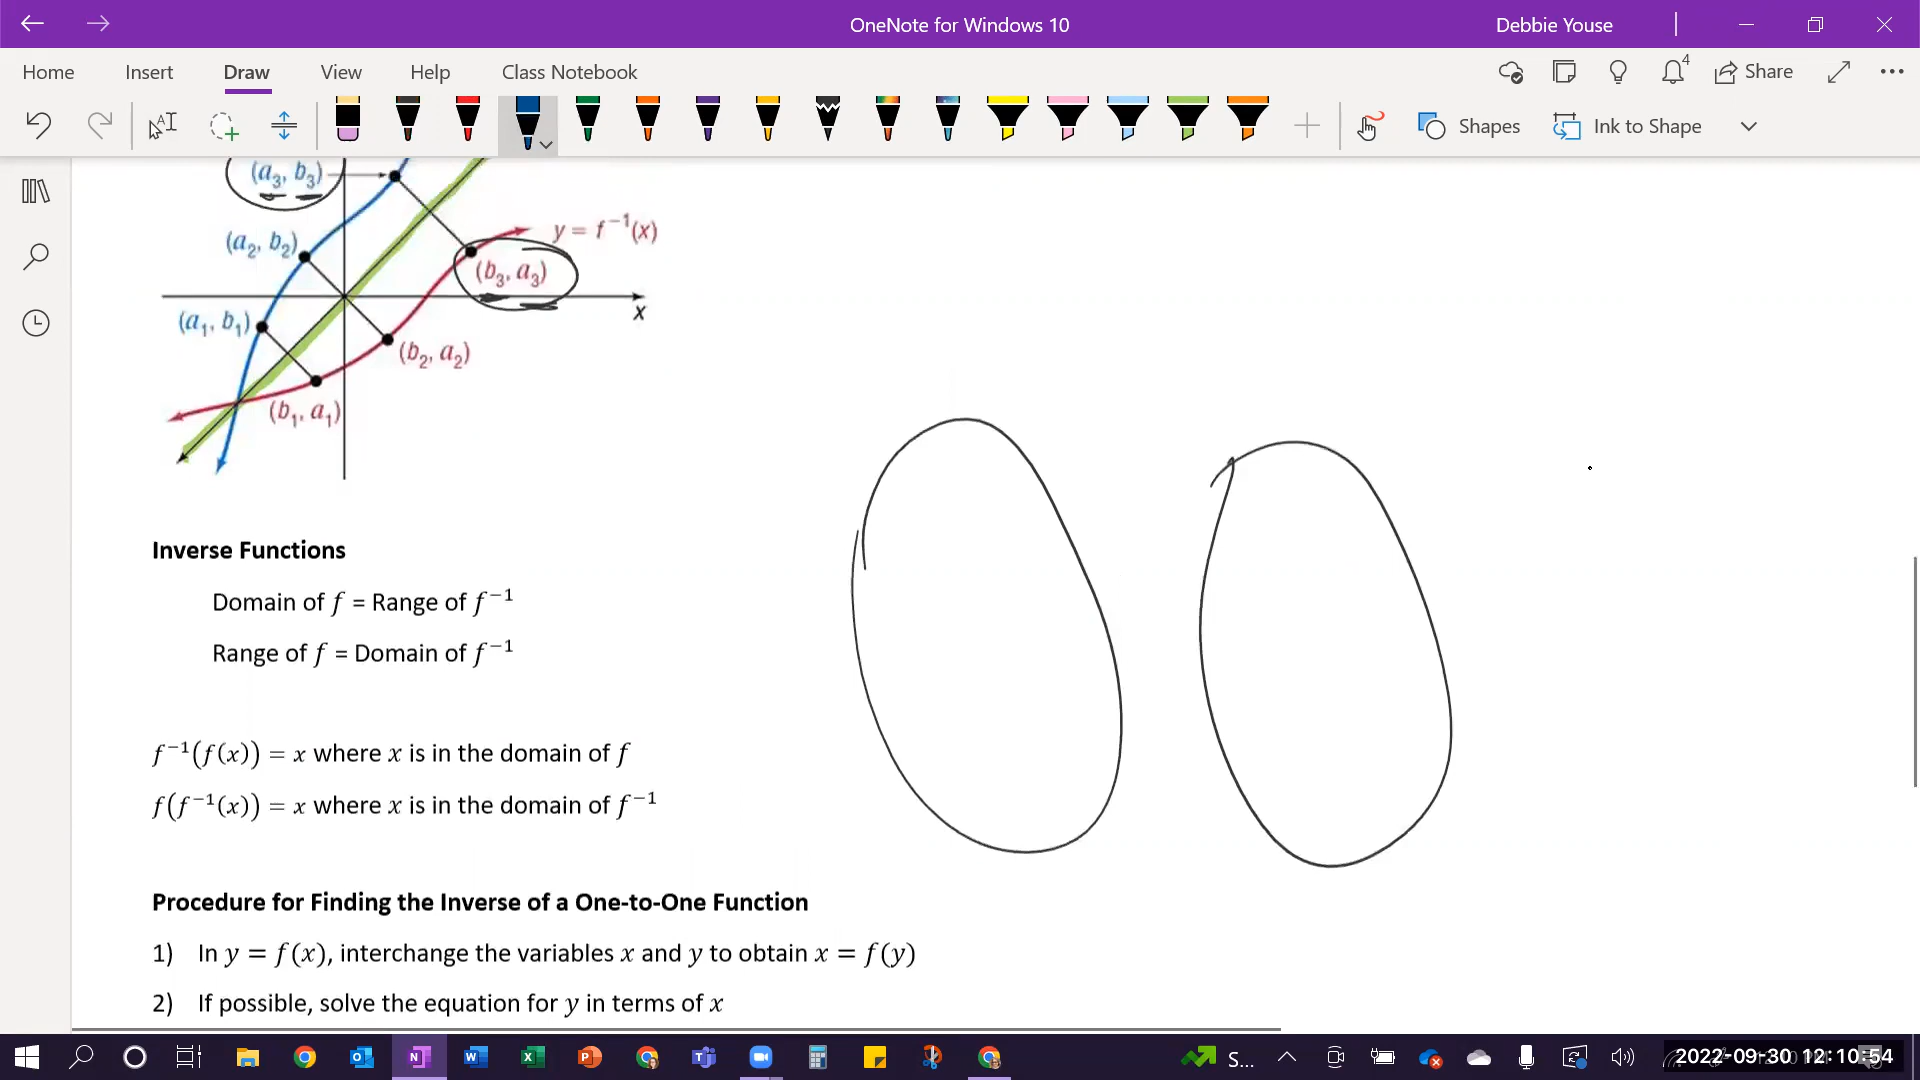 OneNote for Windows 10
Debbie Youse
Home Insert Draw View Help Class Notebook
4
Share
Shapes
Ink to Shape
(a₃, b₃)
y = f⁻¹(x)
(a₂, b₂)
(b₃, a₃)
x
(a₁, b₁)
(b₂, a₂)
(b₁, a₁)
Inverse Functions
Domain of f = Range of f⁻¹
Range of f = Domain of f⁻¹
f⁻¹(f(x)) = x where x is in the domain of f
f(f⁻¹(x)) = x where x is in the domain of f⁻¹
Procedure for Finding the Inverse of a One-to-One Function
1) In y = f(x), interchange the variables x and y to obtain x = f(y)
2) If possible, solve the equation for y in terms of x
S...
2022-09-30 12:10:54